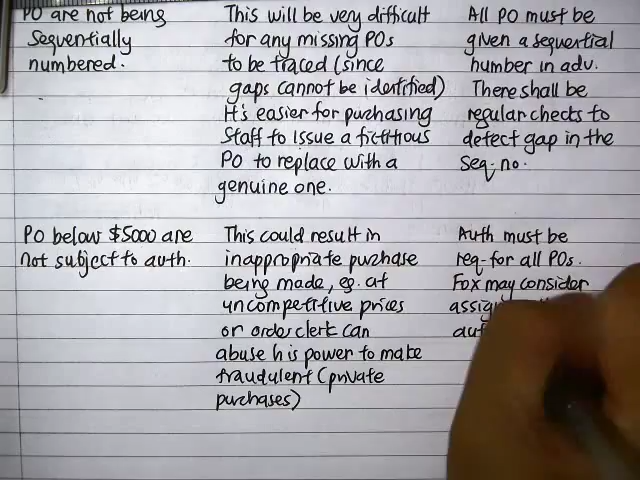 PO are not being
Sequentially
numbered.
This will be very difficult
for any missing POs
to be traced (since
gaps cannot be identified)
It's easier for purchasing
Staff to issue a fictitious
PO to replace with a
genuine one.
All PO must be
given a sequential
number in adv.
There shall be
regular checks to
detect gap in the
seq. no.
PO below $5000 are
not subject to auth.
This could result in
inappropriate purchase
being made, eg. at
uncompetitive prices
or order clerk can
abuse his power to make
fraudulent (private
purchases)
Auth must be
req. for all POs.
Fox may consider